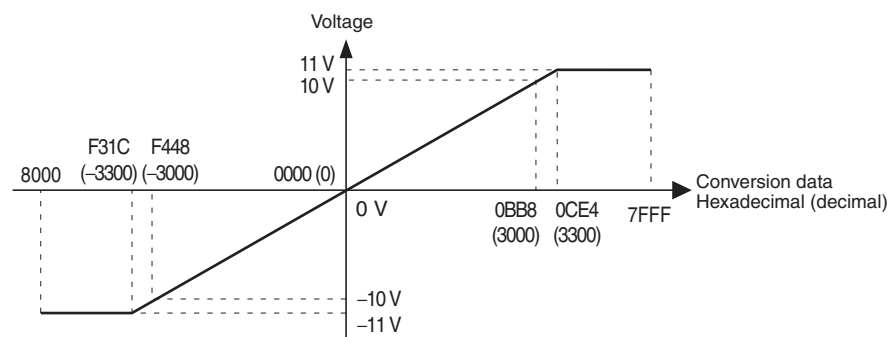 Voltage
11 V
10 V
F31C F448
8000 (–3300) (–3000) 0000 (0)
Conversion data
Hexadecimal (decimal)
0 V 0BB8 0CE4 7FFF
(3000) (3300)
–10 V
–11 V